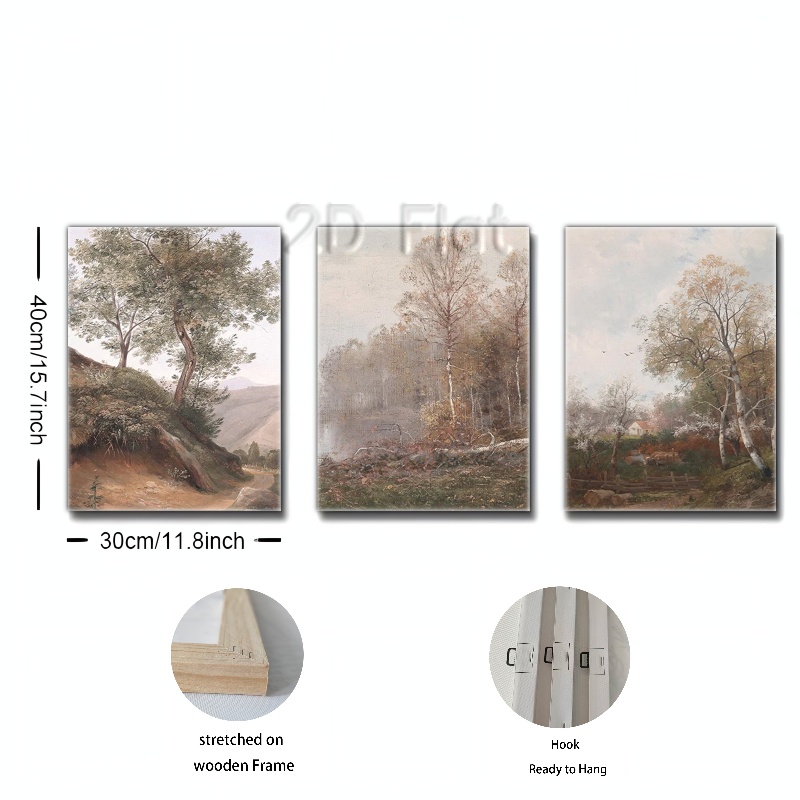 2D Flat
40cm/15.7inch
30cm/11.8inch
stretched on
wooden Frame
Hook
Ready to Hang